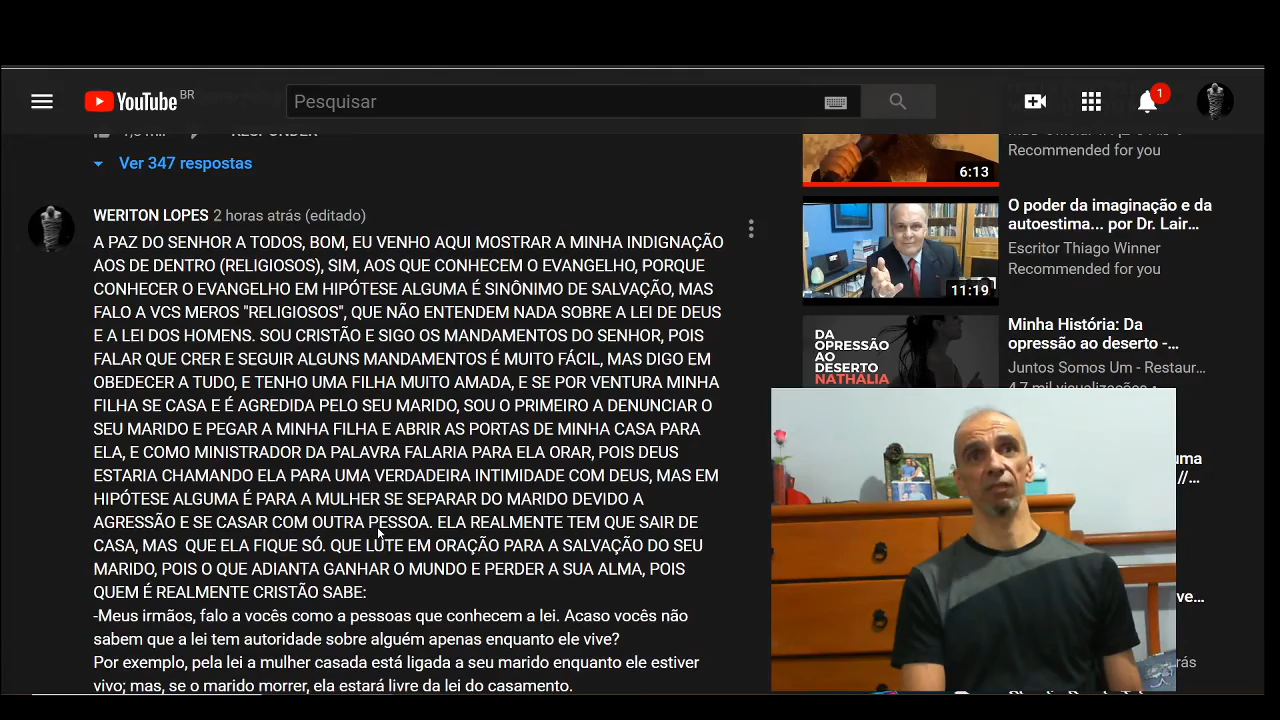 YouTube BR
Pesquisar
1
RESPONDER
Ver 347 respostas
WERITON LOPES 2 horas atrás (editado)
A PAZ DO SENHOR A TODOS, BOM, EU VENHO AQUI MOSTRAR A MINHA INDIGNAÇÃO
AOS DE DENTRO (RELIGIOSOS), SIM, AOS QUE CONHECEM O EVANGELHO, PORQUE
CONHECER O EVANGELHO EM HIPÓTESE ALGUMA É SINÔNIMO DE SALVAÇÃO, MAS
FALO A VCS MEROS "RELIGIOSOS", QUE NÃO ENTENDEM NADA SOBRE A LEI DE DEUS
E A LEI DOS HOMENS. SOU CRISTÃO E SIGO OS MANDAMENTOS DO SENHOR, POIS
FALAR QUE CRER E SEGUIR ALGUNS MANDAMENTOS É MUITO FÁCIL, MAS DIGO EM
OBEDECER A TUDO, E TENHO UMA FILHA MUITO AMADA, E SE POR VENTURA MINHA
FILHA SE CASA E É AGREDIDA PELO SEU MARIDO, SOU O PRIMEIRO A DENUNCIAR O
SEU MARIDO E PEGAR A MINHA FILHA E ABRIR AS PORTAS DE MINHA CASA PARA
ELA, E COMO MINISTRADOR DA PALAVRA FALARIA PARA ELA ORAR, POIS DEUS
ESTARIA CHAMANDO ELA PARA UMA VERDADEIRA INTIMIDADE COM DEUS, MAS EM
HIPÓTESE ALGUMA É PARA A MULHER SE SEPARAR DO MARIDO DEVIDO A
AGRESSÃO E SE CASAR COM OUTRA PESSOA. ELA REALMENTE TEM QUE SAIR DE
CASA, MAS QUE ELA FIQUE SÓ. QUE LUTE EM ORAÇÃO PARA A SALVAÇÃO DO SEU
MARIDO, POIS O QUE ADIANTA GANHAR O MUNDO E PERDER A SUA ALMA, POIS
QUEM É REALMENTE CRISTÃO SABE:
-Meus irmãos, falo a vocês como a pessoas que conhecem a lei. Acaso vocês não
sabem que a lei tem autoridade sobre alguém apenas enquanto ele vive?
Por exemplo, pela lei a mulher casada está ligada a seu marido enquanto ele estiver
vivo; mas, se o marido morrer, ela estará livre da lei do casamento.
Recommended for you
6:13
O poder da imaginação e da
autoestima... por Dr. Lair...
Escritor Thiago Winner
Recommended for you
11:19
DA
OPRESSÃO
AO
DESERTO
NATHÁLIA
Minha História: Da
opressão ao deserto -...
Juntos Somos Um - Restaur...
4,7 mil visualizações
uma
//...
ve...
rás